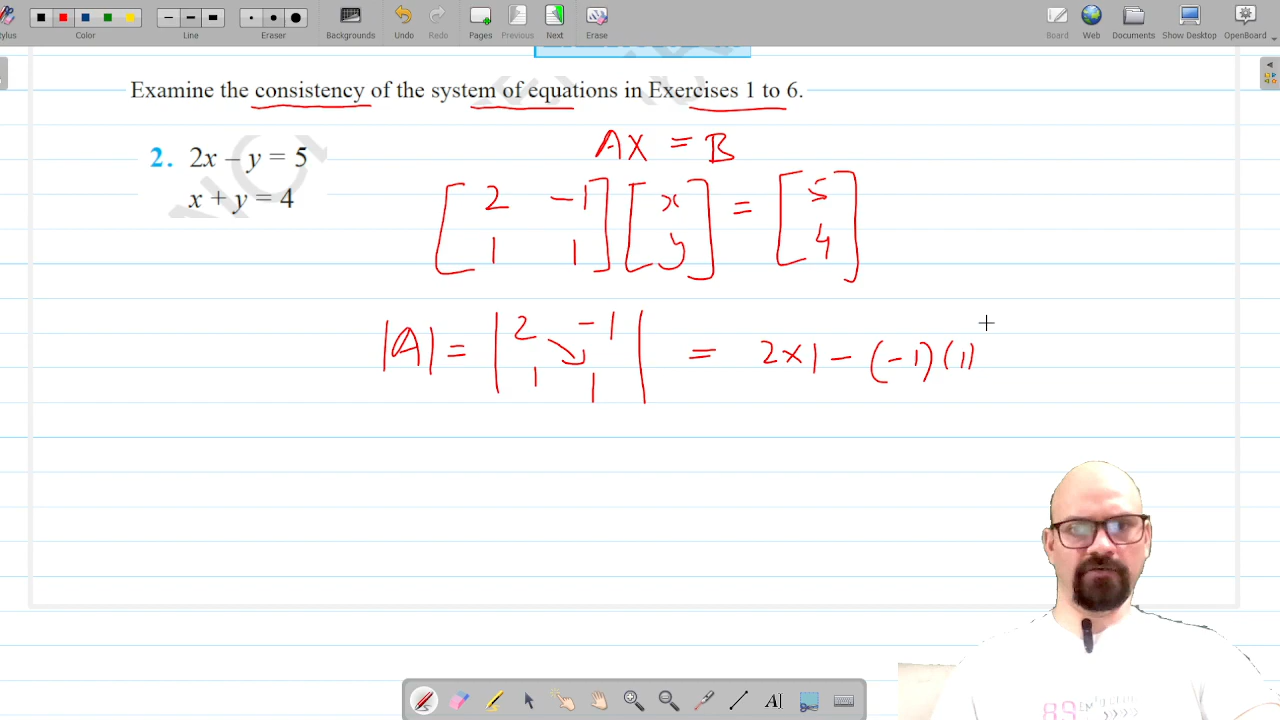 Stylus Color Line Eraser Backgrounds Undo Redo Pages Previous Next Erase Board Web Documents Show Desktop OpenBoard
Examine the consistency of the system of equations in Exercises 1 to 6.
2. 2x – y = 5
x + y = 4
AX = B
[2 -1 1 1] [x y] = [5 4]
|A| = |2 -1 1 1| = 2x1 - (-1)(1)